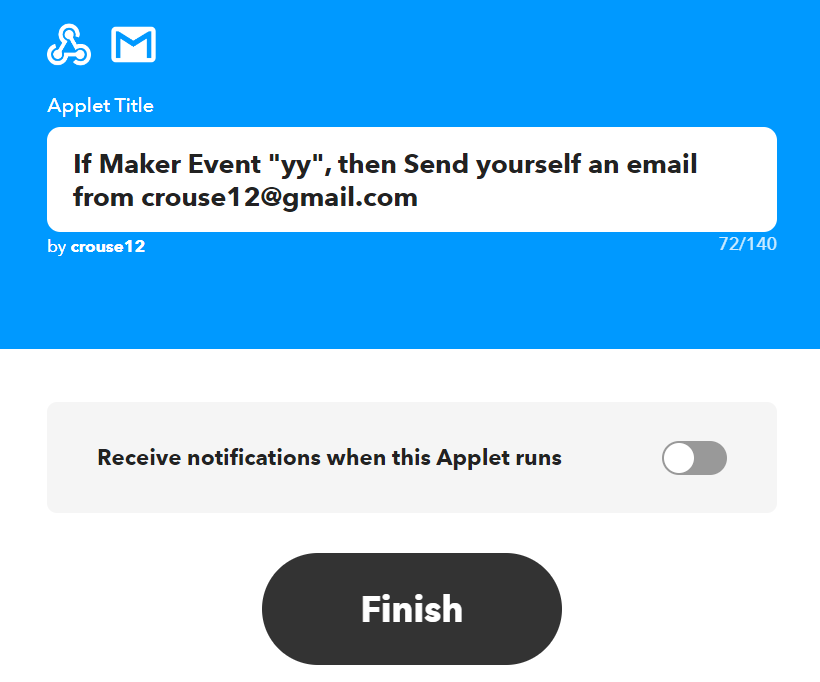 Applet Title
If Maker Event "yy", then Send yourself an email
from crouse12@gmail.com
by crouse12
72/140
Receive notifications when this Applet runs
Finish